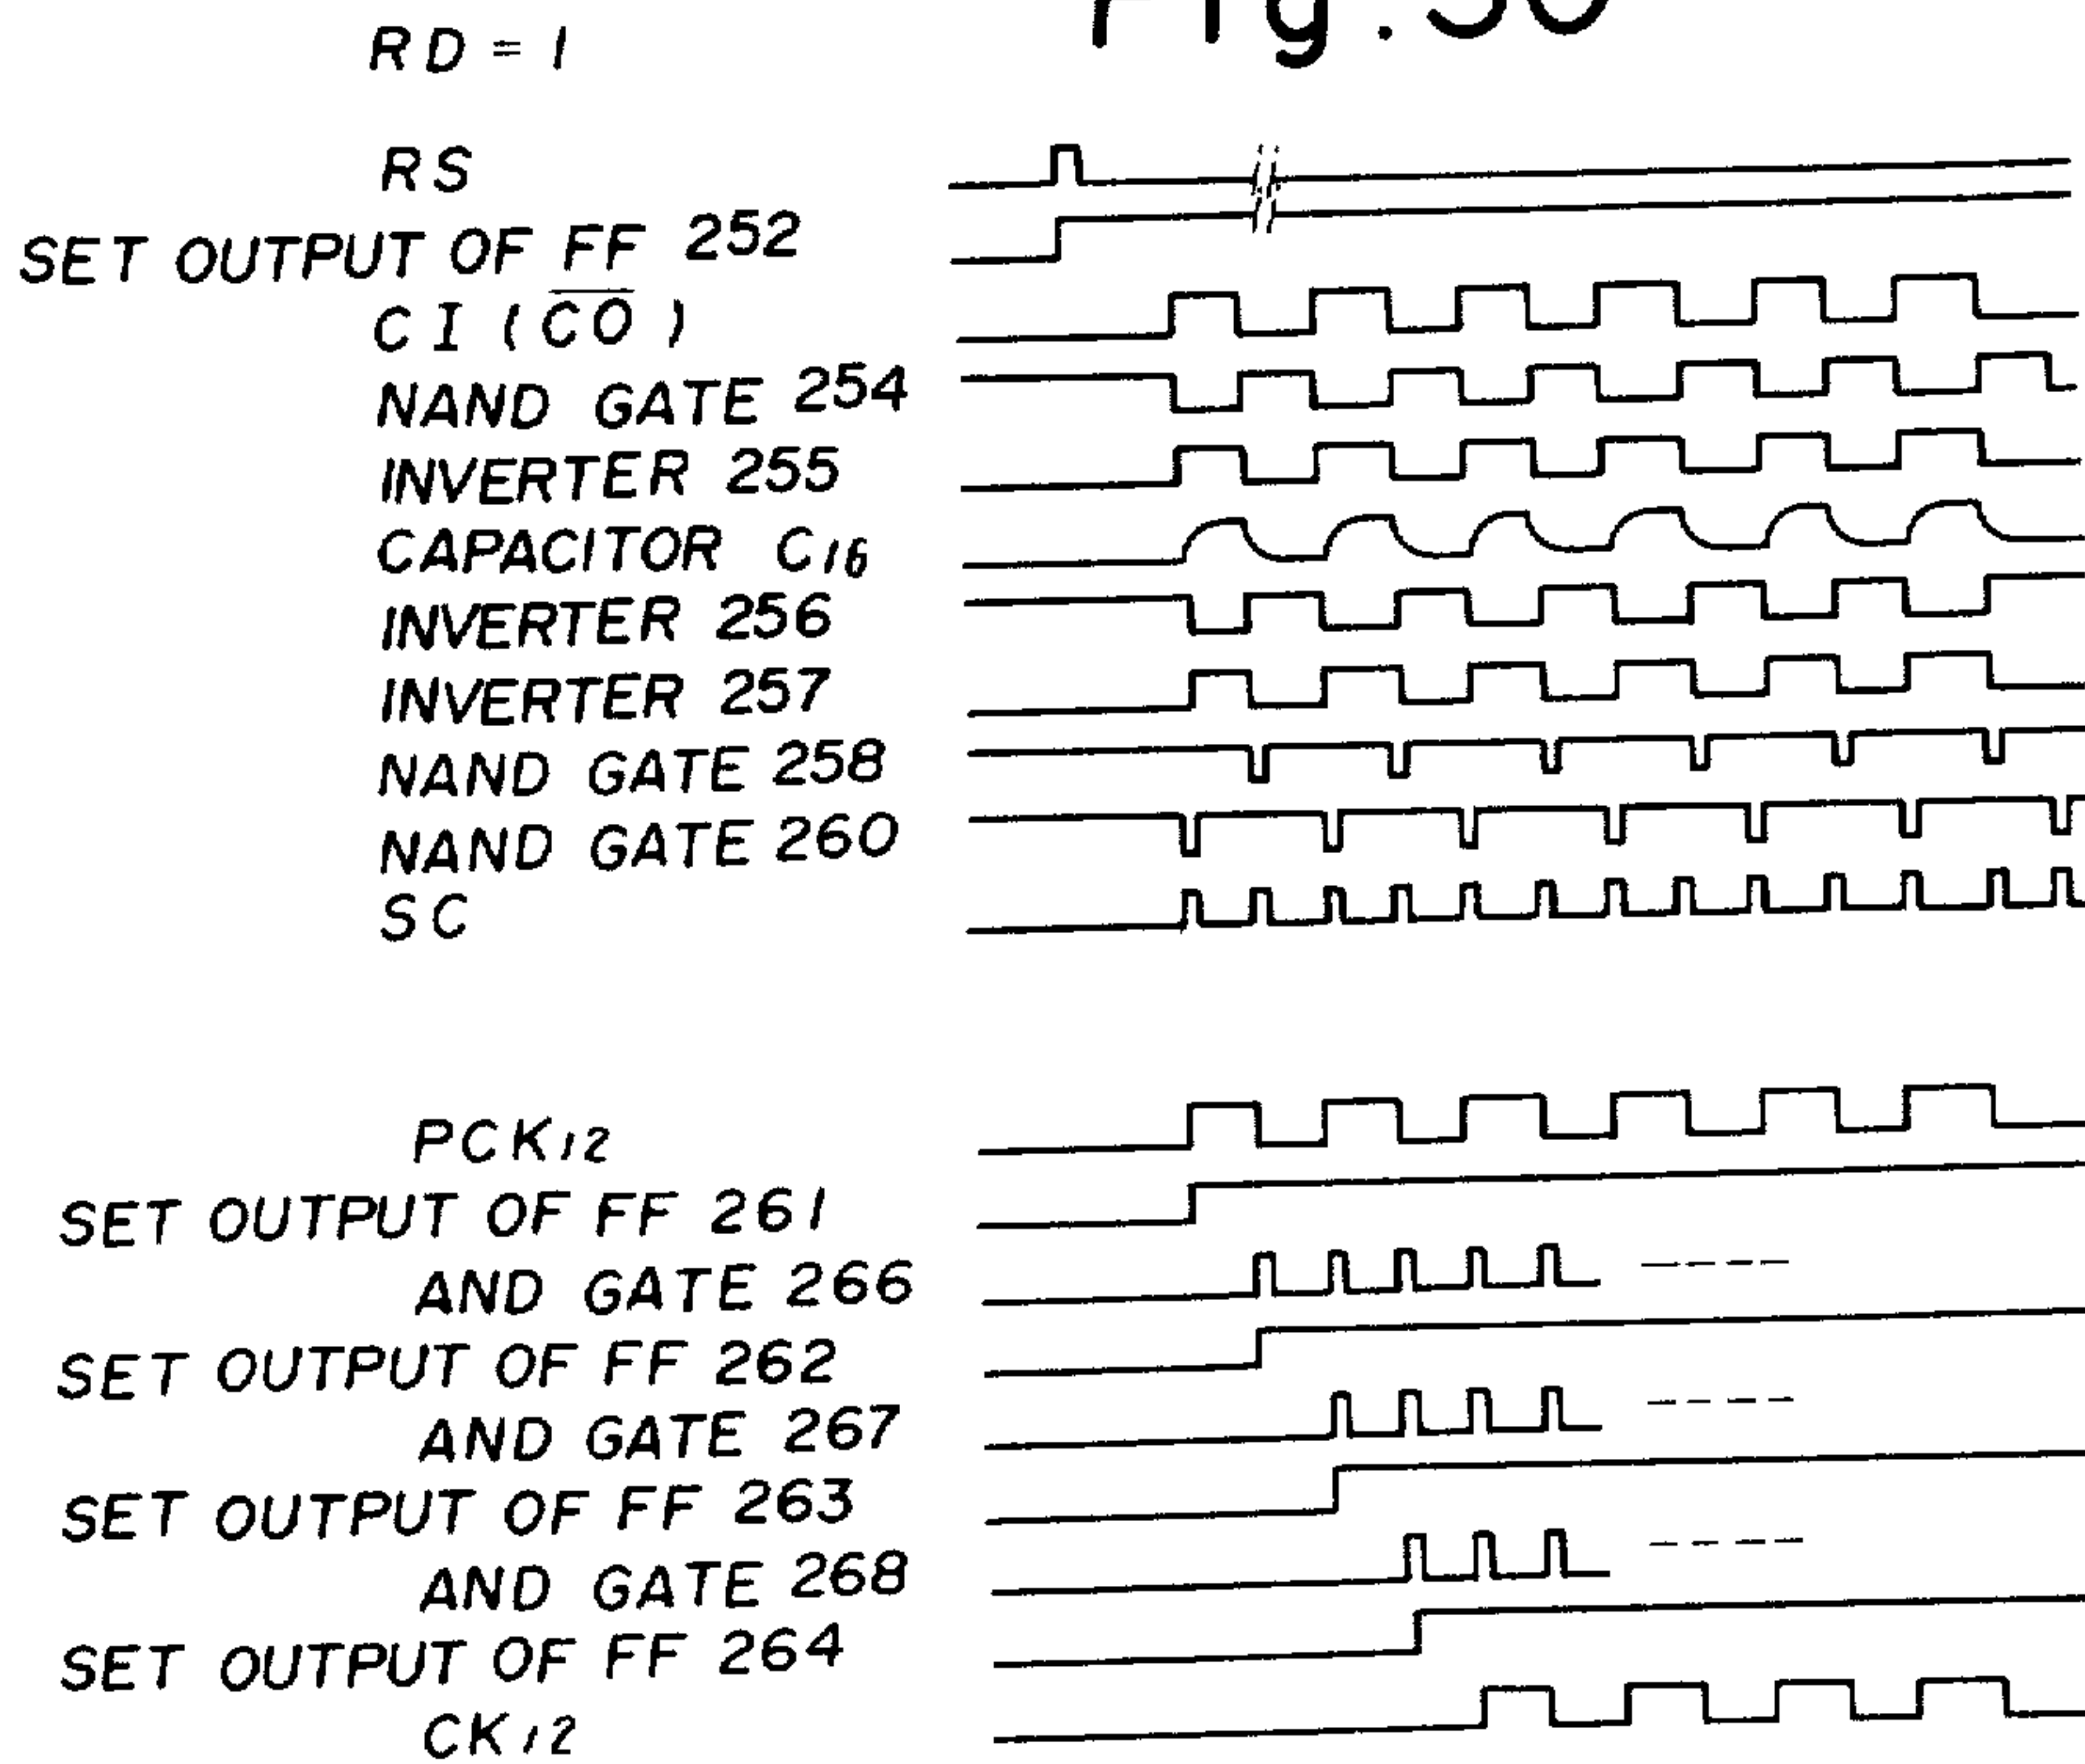 Fig.30
RD = 1
RS
SET OUTPUT OF FF 252
CI (C̅O̅)
NAND GATE 254
INVERTER 255
CAPACITOR C16
INVERTER 256
INVERTER 257
NAND GATE 258
NAND GATE 260
SC
PCK12
SET OUTPUT OF FF 261
AND GATE 266
SET OUTPUT OF FF 262
AND GATE 267
SET OUTPUT OF FF 263
AND GATE 268
SET OUTPUT OF FF 264
CK12